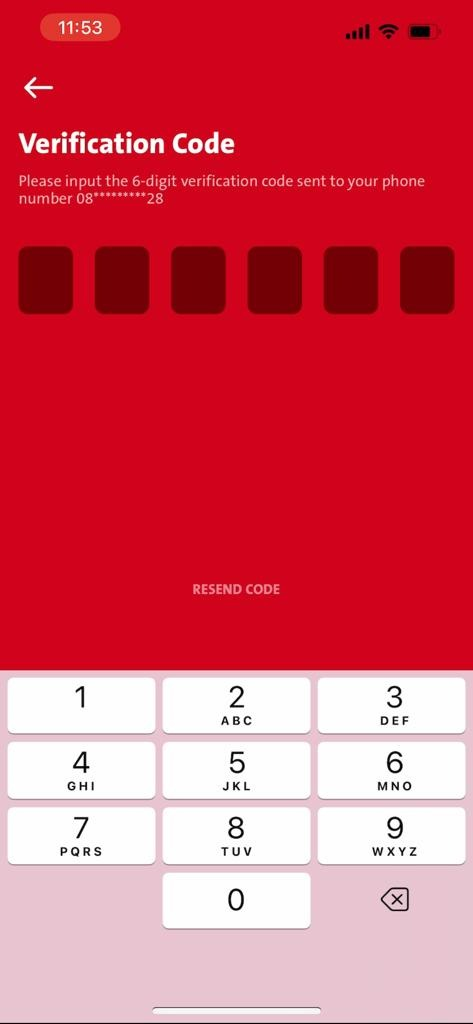 11:53
Verification Code
Please input the 6-digit verification code sent to your phone
number 08*********28
RESEND CODE
1
2
ABC
3
DEF
4
GHI
5
JKL
6
MNO
7
PQRS
8
TUV
9
WXYZ
0